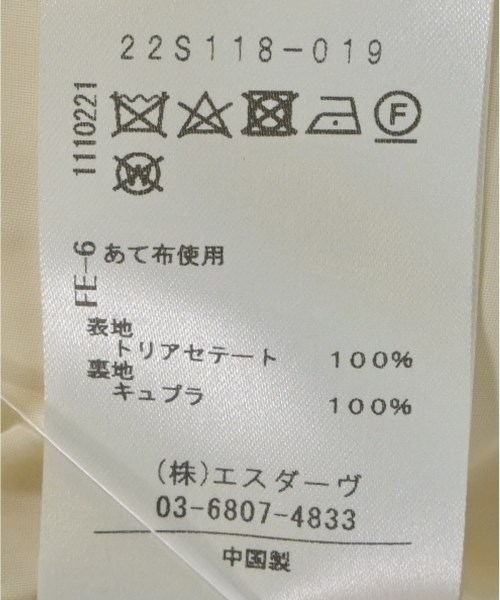 22S118-019
1110221
F
W
FE-6
あて布使用
表地
トリアセテート 100%
裏地
キュプラ 100%
(株)エスダーヴ
03-6807-4833
中国製